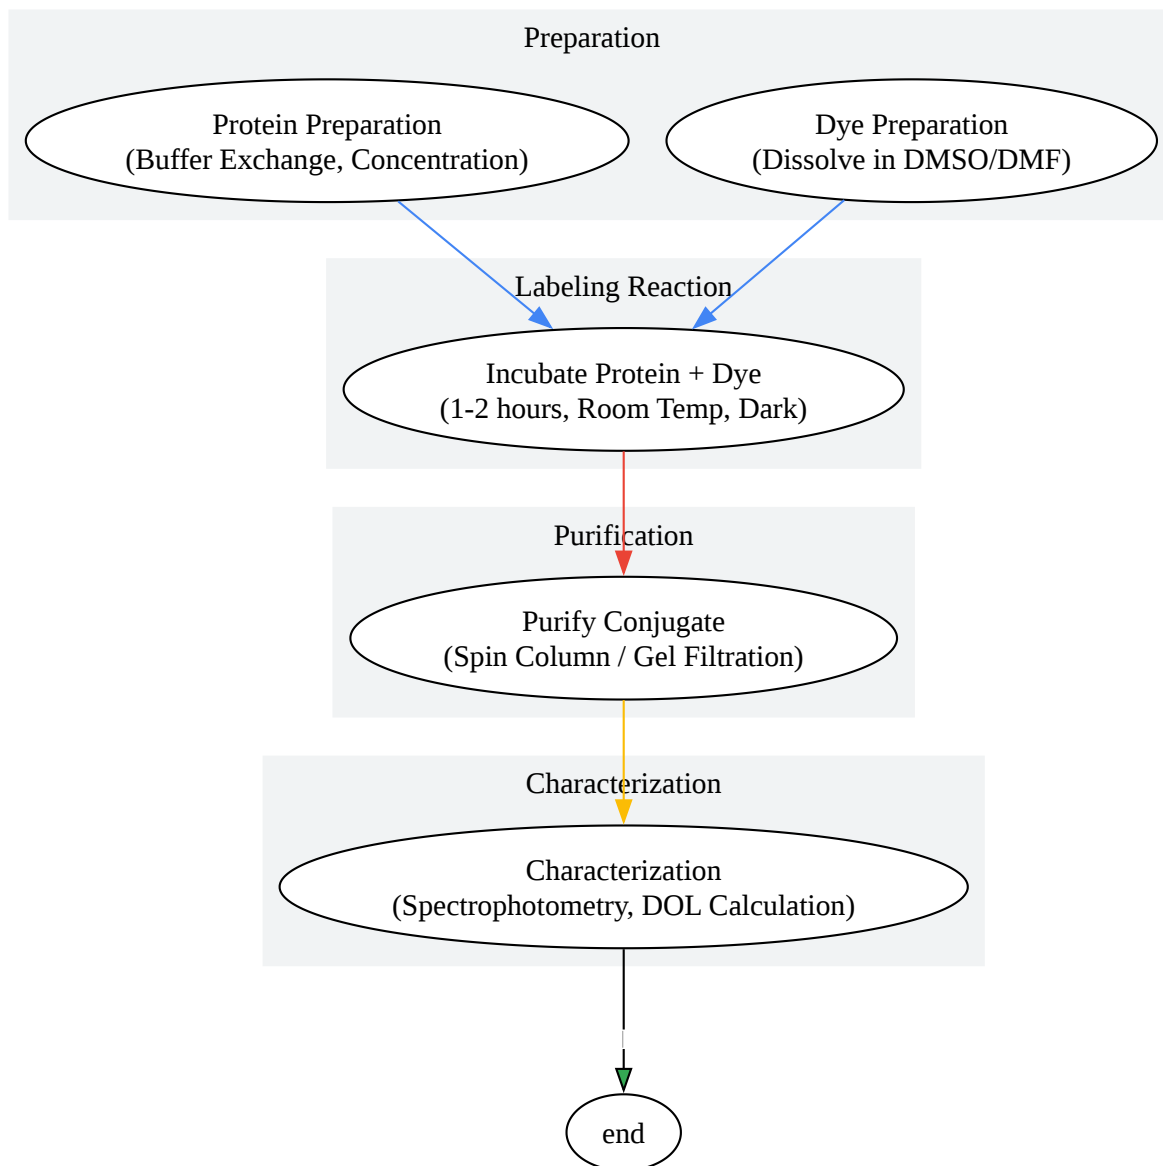 Preparation
Protein Preparation
(Buffer Exchange, Concentration)
Dye Preparation
(Dissolve in DMSO/DMF)
Labeling Reaction
Incubate Protein + Dye
(1-2 hours, Room Temp, Dark)
Purification
Purify Conjugate
(Spin Column / Gel Filtration)
Characterization
Characterization
(Spectrophotometry, DOL Calculation)
end